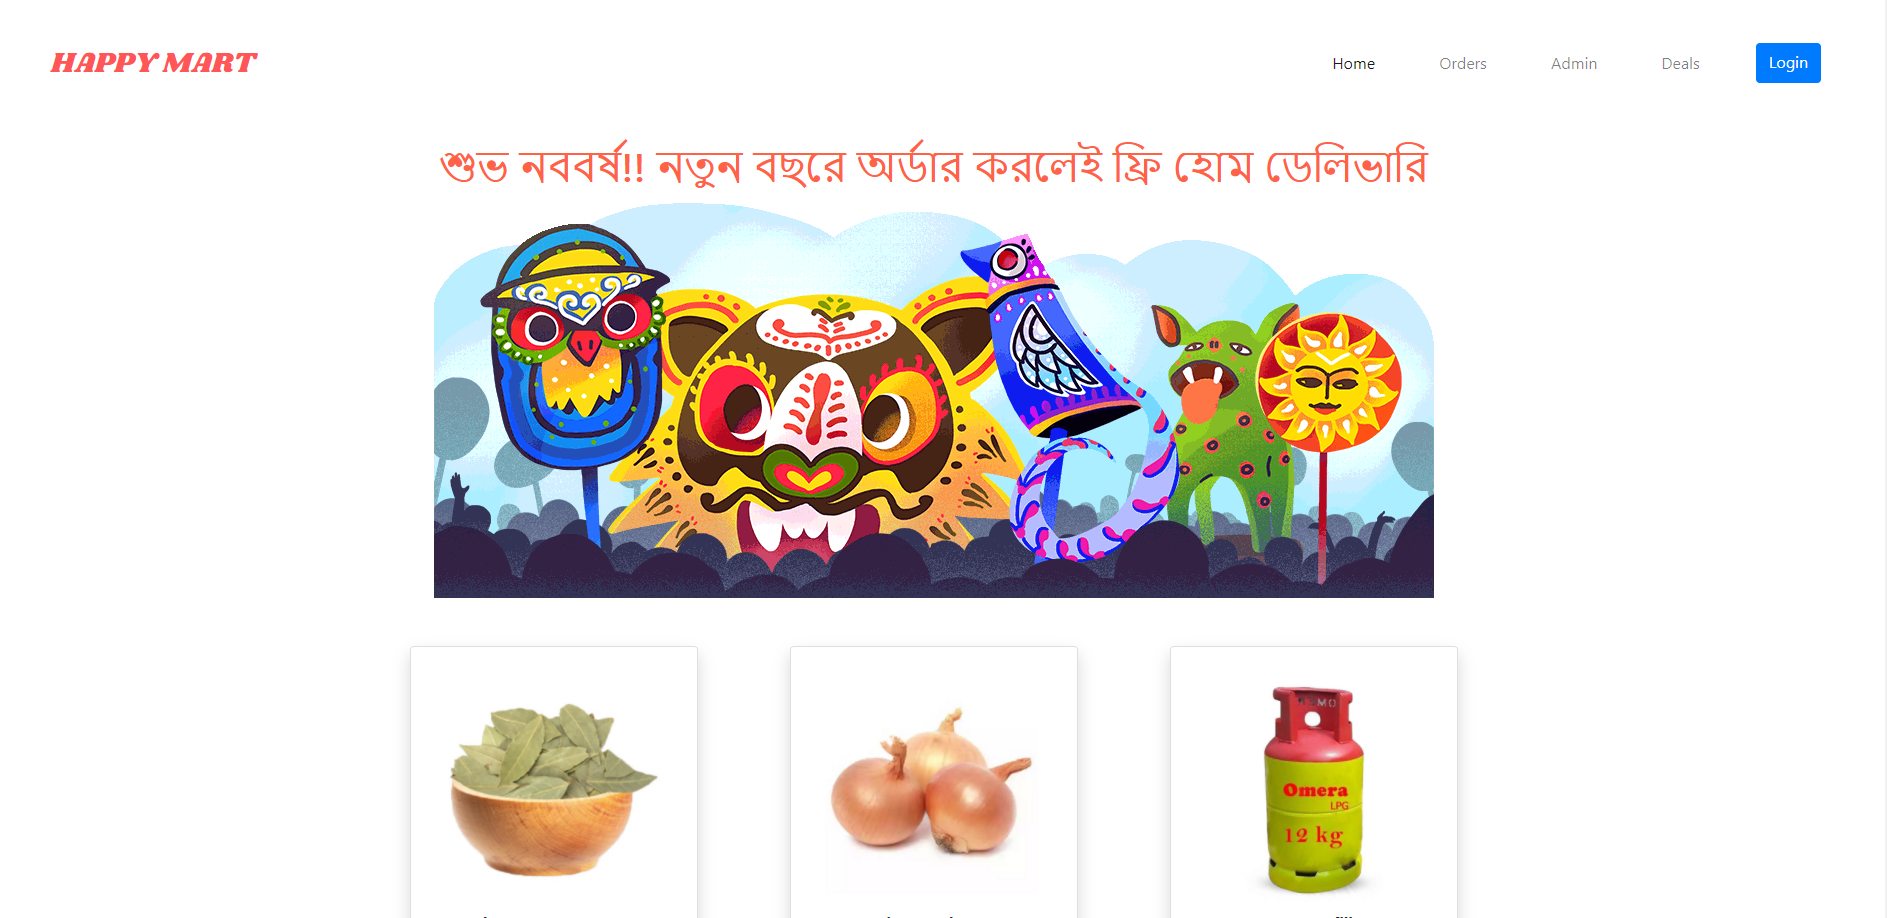 HAPPY MART
Home Orders Admin Deals Login
শুভ নববর্ষ!! নতুন বছরে অর্ডার করলেই ফ্রি হোম ডেলিভারি
Omera
LPG
12 kg